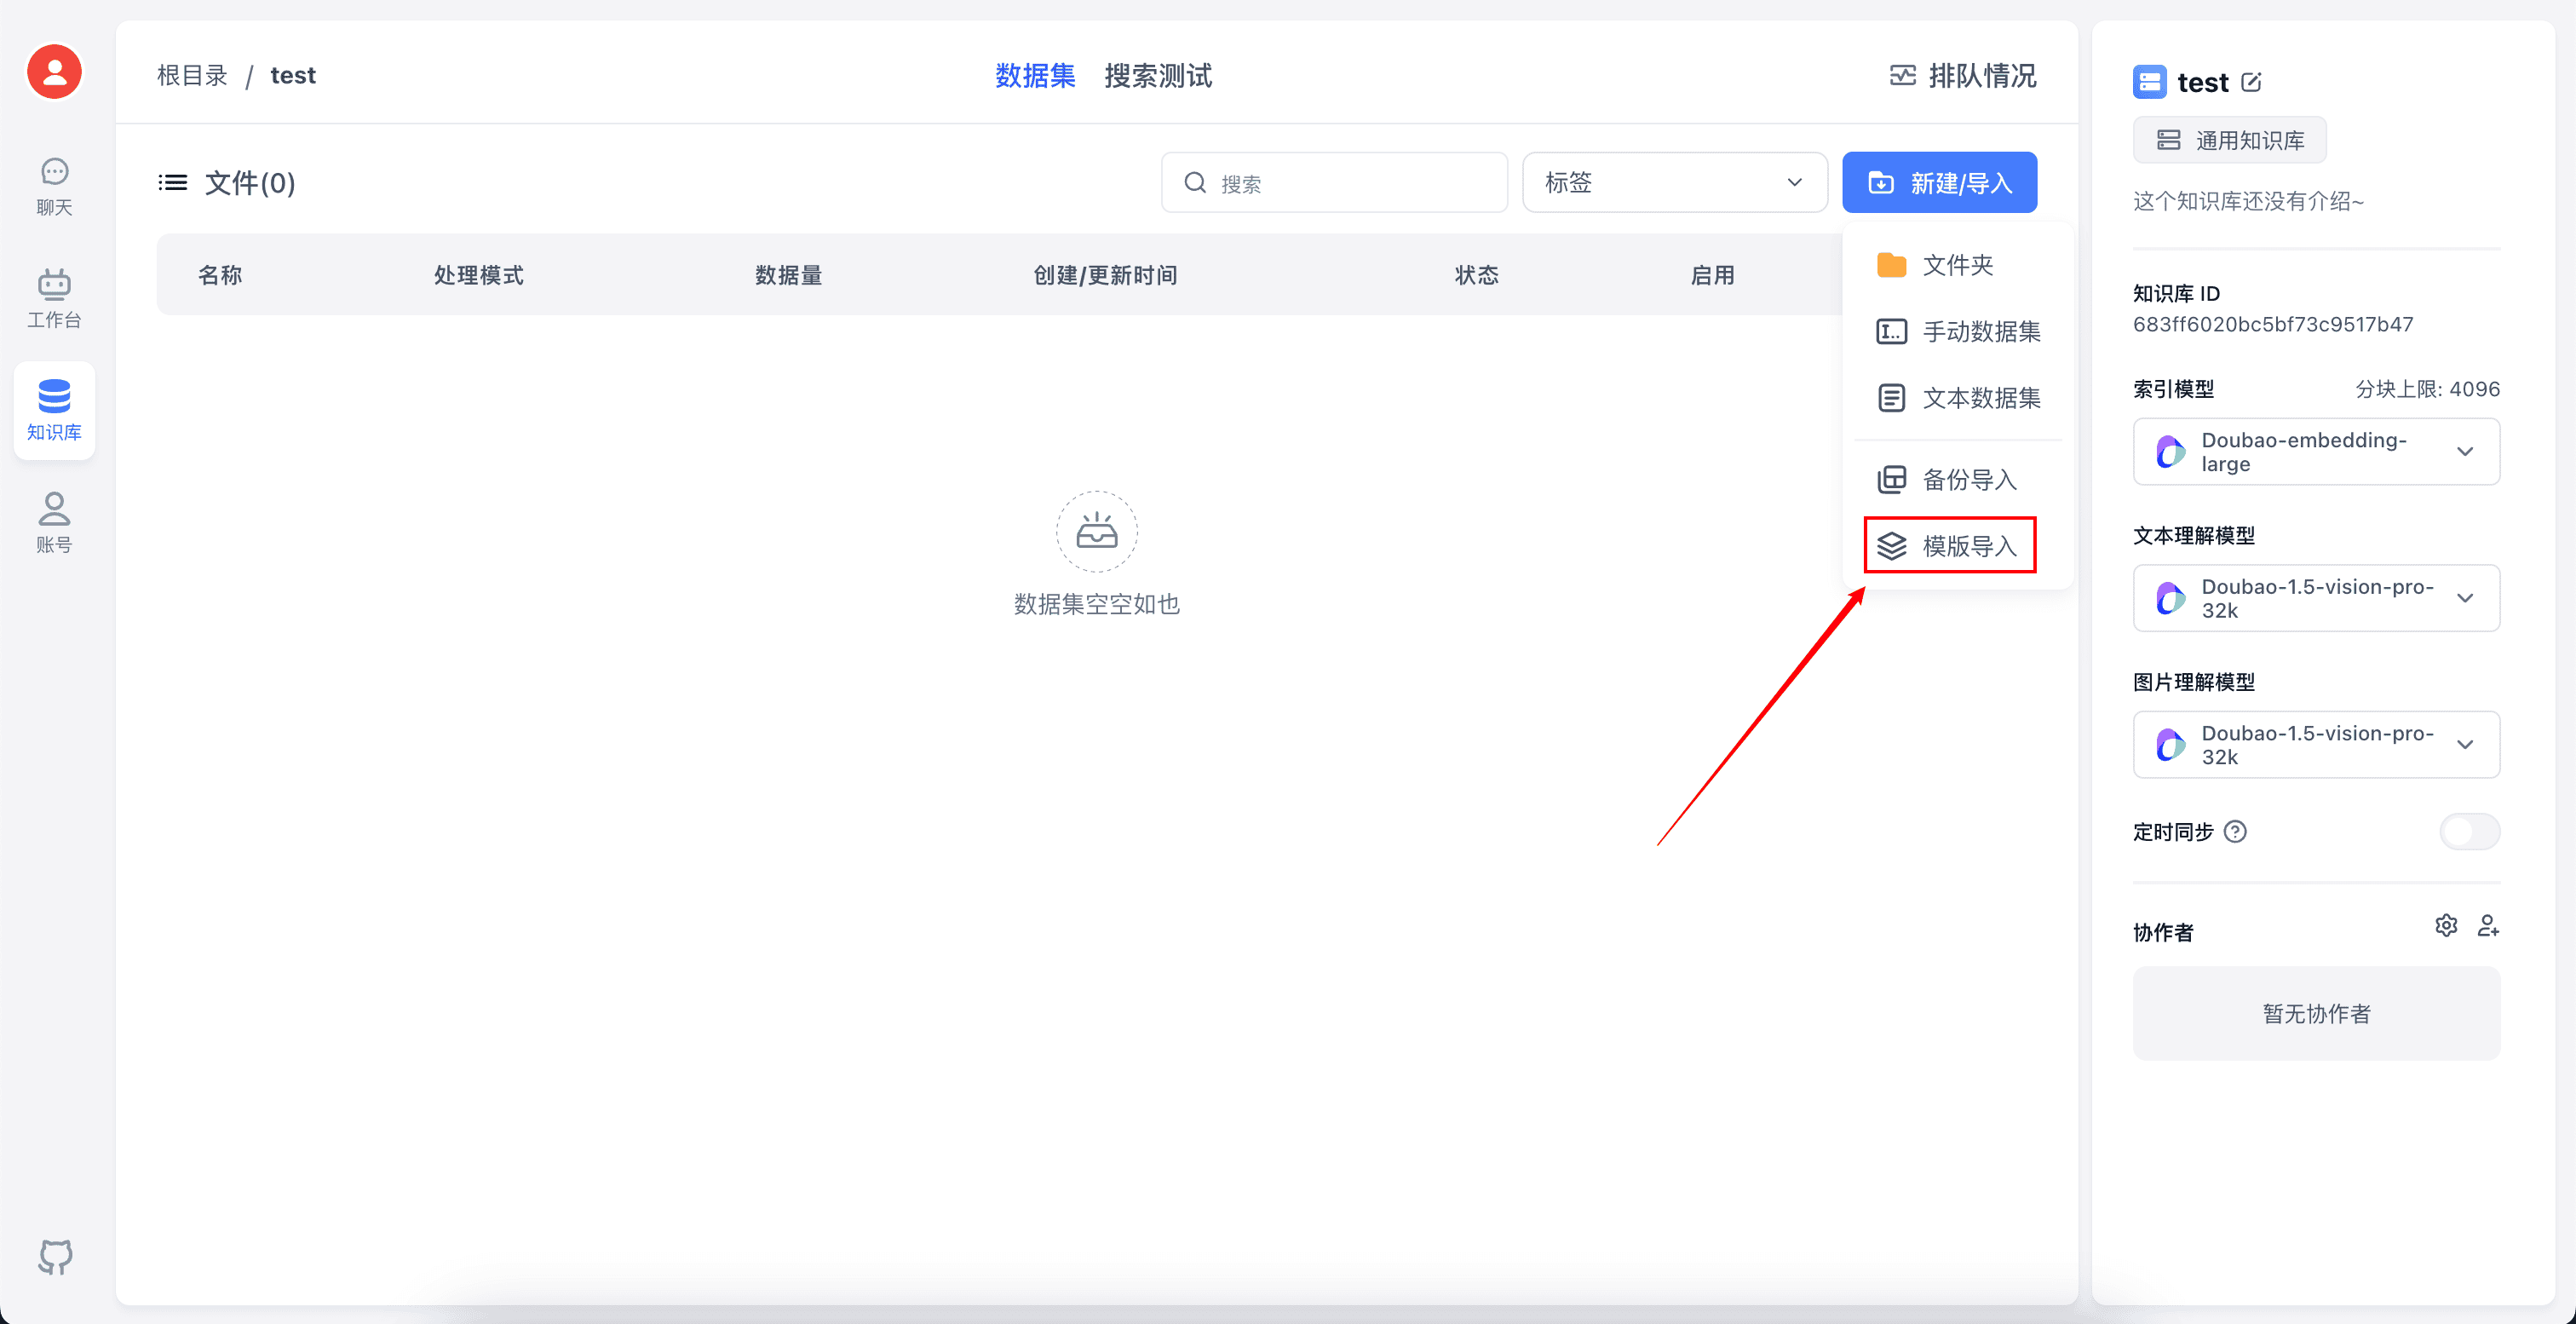 聊天
工作台
知识库
账号
根目录 / test
数据集 搜索测试
排队情况
文件(0)
搜索
标签
新建/导入
名称 处理模式 数据量 创建/更新时间 状态 启用
文件夹
手动数据集
文本数据集
备份导入
模版导入
数据集空空如也
test
通用知识库
这个知识库还没有介绍~
知识库 ID
683ff6020bc5bf73c9517b47
索引模型 分块上限: 4096
Doubao-embedding-
large
文本理解模型
Doubao-1.5-vision-pro-
32k
图片理解模型
Doubao-1.5-vision-pro-
32k
定时同步
协作者
暂无协作者